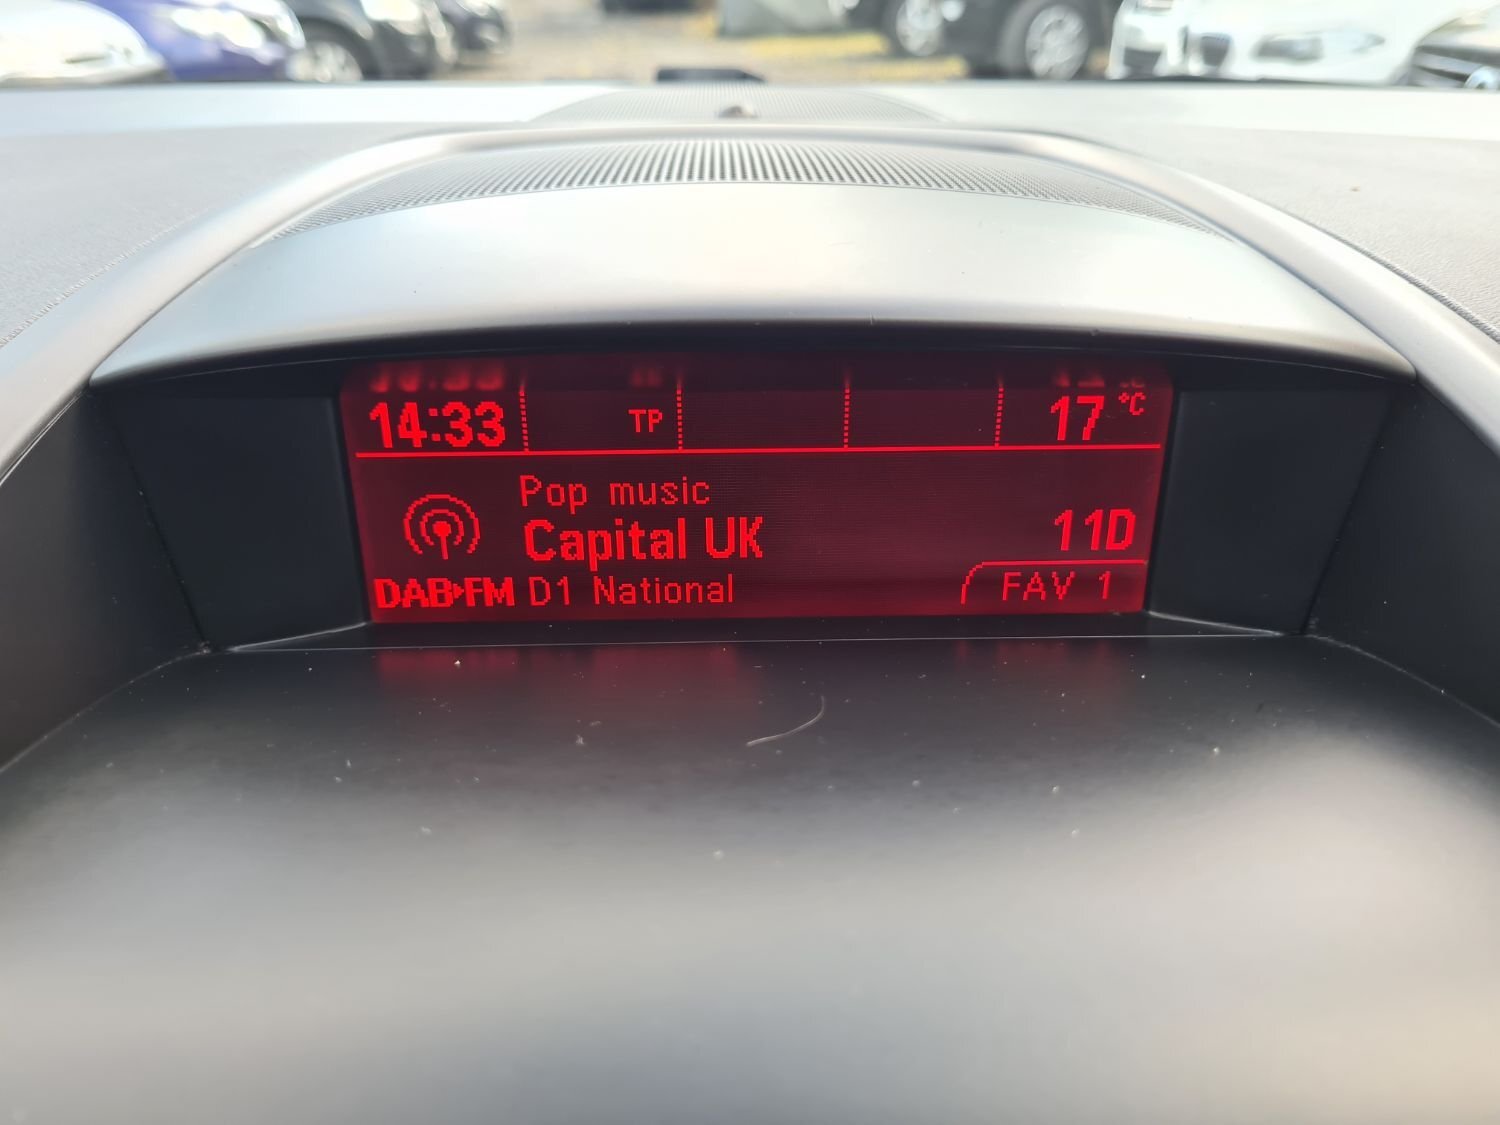 14:33 TP 17 °C
Pop music
Capital UK 11D
DAB▸FM D1 National FAV 1